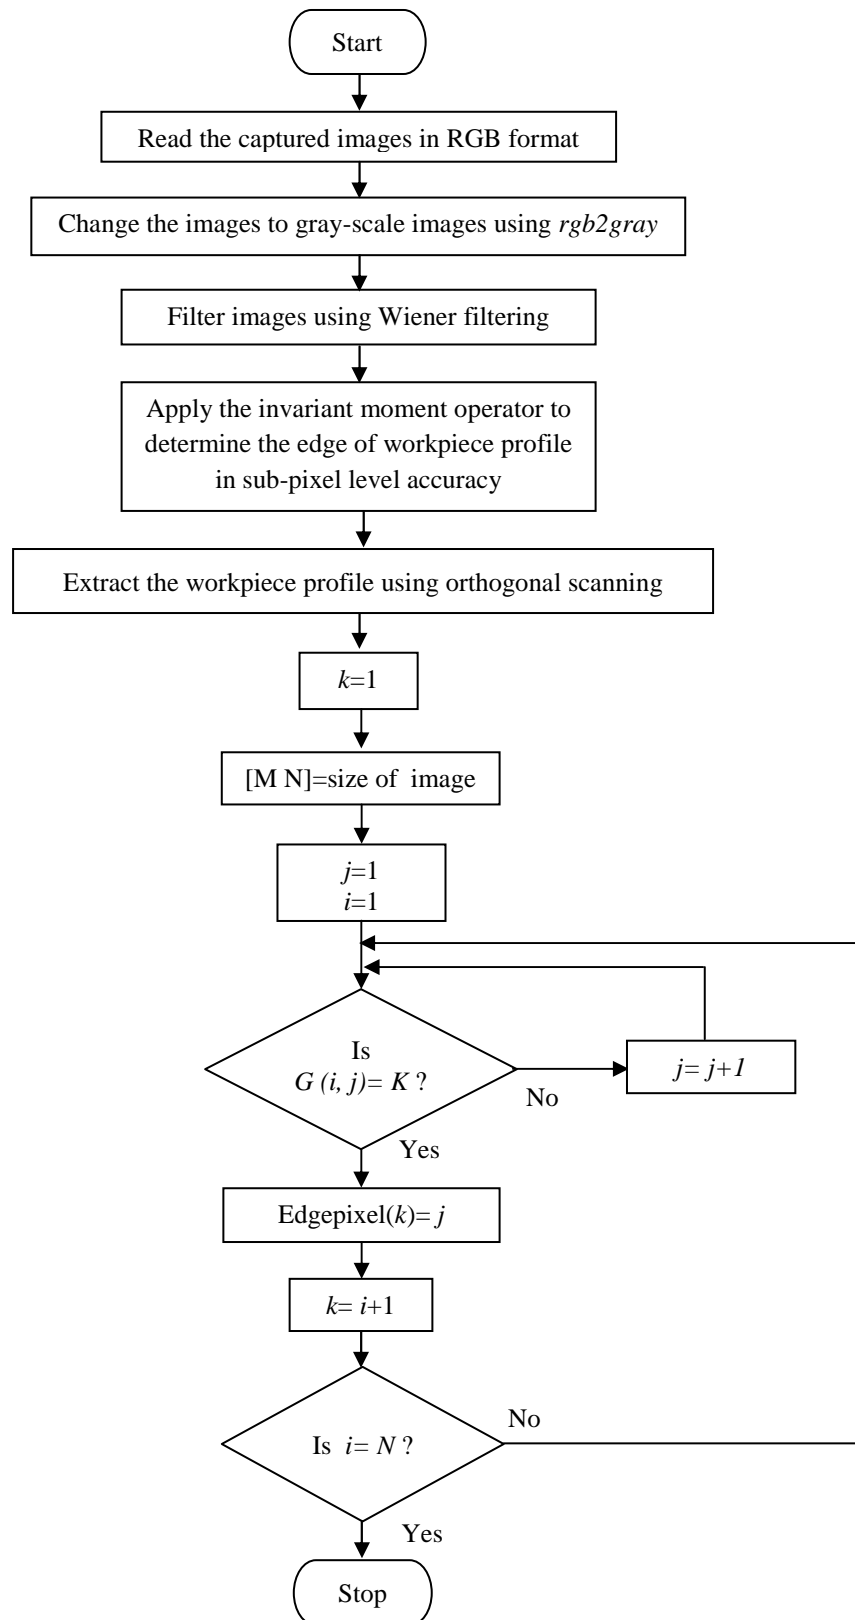 Start
Read the captured images in RGB format
Change the images to gray-scale images using rgb2gray
Filter images using Wiener filtering
Apply the invariant moment operator to
determine the edge of workpiece profile
in sub-pixel level accuracy
Extract the workpiece profile using orthogonal scanning
k=1
[M N]=size of image
j=1
i=1
Is
G (i, j)= K ?
No
j= j+1
Yes
Edgepixel(k)= j
k= i+1
Is i= N ?
No
Yes
Stop